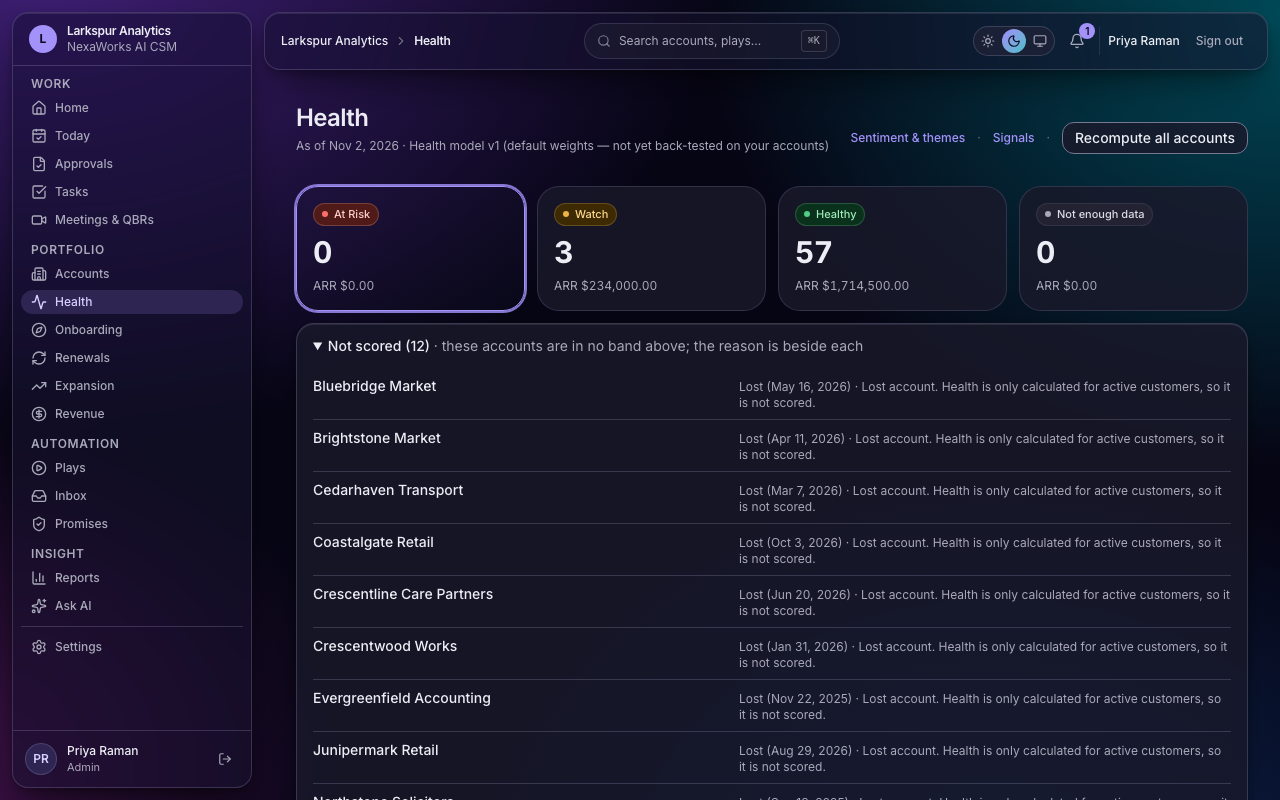 L
Larkspur Analytics
NexaWorks AI CSM
WORK
Home
Today
Approvals
Tasks
Meetings & QBRs
PORTFOLIO
Accounts
Health
Onboarding
Renewals
Expansion
Revenue
AUTOMATION
Plays
Inbox
Promises
INSIGHT
Reports
Ask AI
Settings
PR
Priya Raman
Admin
Larkspur Analytics > Health
Search accounts, plays... ⌘K
1
Priya Raman
Sign out
Health
As of Nov 2, 2026 · Health model v1 (default weights — not yet back-tested on your accounts)
Sentiment & themes · Signals · Recompute all accounts
At Risk
0
ARR $0.00
Watch
3
ARR $234,000.00
Healthy
57
ARR $1,714,500.00
Not enough data
0
ARR $0.00
▼ Not scored (12) · these accounts are in no band above; the reason is beside each
Bluebridge Market
Lost (May 16, 2026) · Lost account. Health is only calculated for active customers, so it
is not scored.
Brightstone Market
Lost (Apr 11, 2026) · Lost account. Health is only calculated for active customers, so it
is not scored.
Cedarhaven Transport
Lost (Mar 7, 2026) · Lost account. Health is only calculated for active customers, so it
is not scored.
Coastalgate Retail
Lost (Oct 3, 2026) · Lost account. Health is only calculated for active customers, so it
is not scored.
Crescentline Care Partners
Lost (Jun 20, 2026) · Lost account. Health is only calculated for active customers, so it
is not scored.
Crescentwood Works
Lost (Jan 31, 2026) · Lost account. Health is only calculated for active customers, so it
is not scored.
Evergreenfield Accounting
Lost (Nov 22, 2025) · Lost account. Health is only calculated for active customers, so
it is not scored.
Junipermark Retail
Lost (Aug 29, 2026) · Lost account. Health is only calculated for active customers, so
it is not scored.